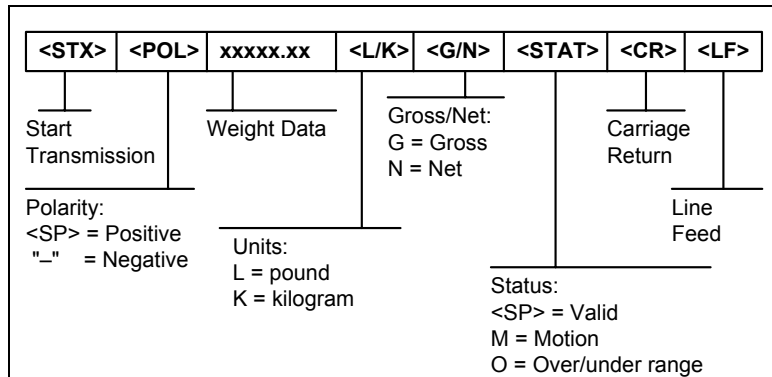 <STX> <POL> xxxxx.xx <L/K> <G/N> <STAT> <CR> <LF>
Start
Transmission
Weight Data
Gross/Net:
G = Gross
N = Net
Carriage
Return
Polarity:
<SP> = Positive
"–" = Negative
Units:
L = pound
K = kilogram
Line
Feed
Status:
<SP> = Valid
M = Motion
O = Over/under range